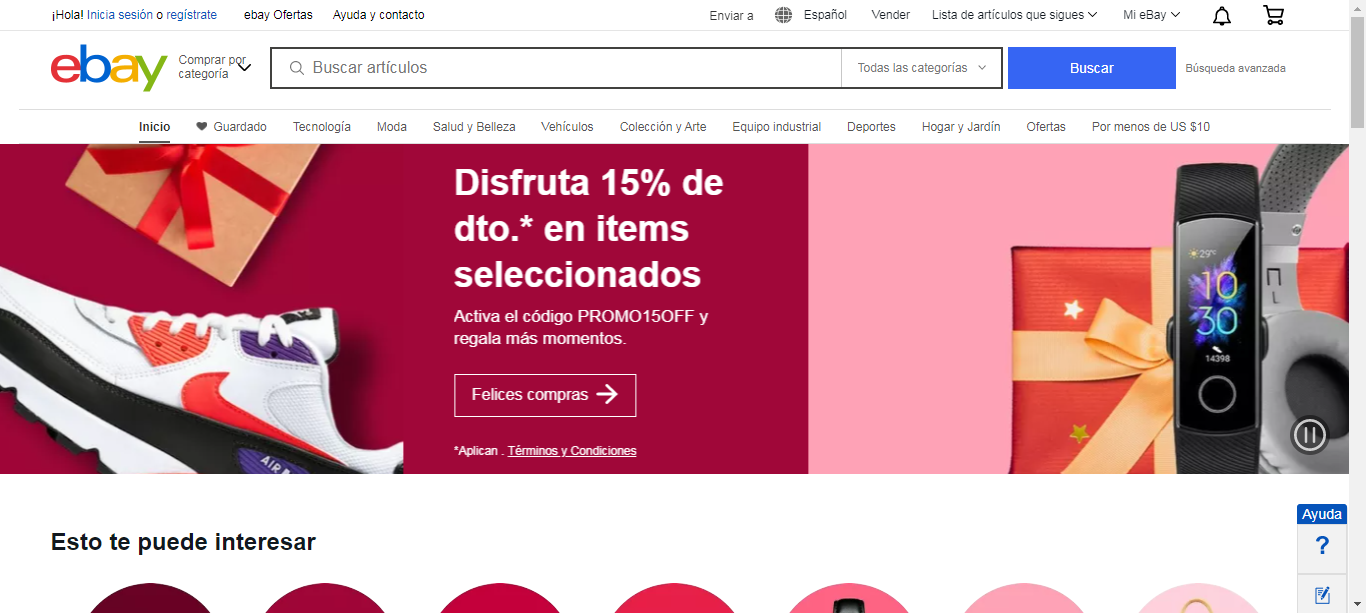 ¡Hola! Inicia sesión o regístrate ebay Ofertas Ayuda y contacto Enviar a Español Vender Lista de artículos que sigues Mi eBay
ebay Comprar por categoría Buscar artículos Todas las categorías Buscar Búsqueda avanzada
Inicio Guardado Tecnología Moda Salud y Belleza Vehículos Colección y Arte Equipo industrial Deportes Hogar y Jardín Ofertas Por menos de US $10
Disfruta 15% de
dto.* en items
seleccionados
Activa el código PROMO15OFF y
regala más momentos.
Felices compras
*Aplican . Términos y Condiciones
AIR
29°
10
30
14398
Ayuda
?
Esto te puede interesar